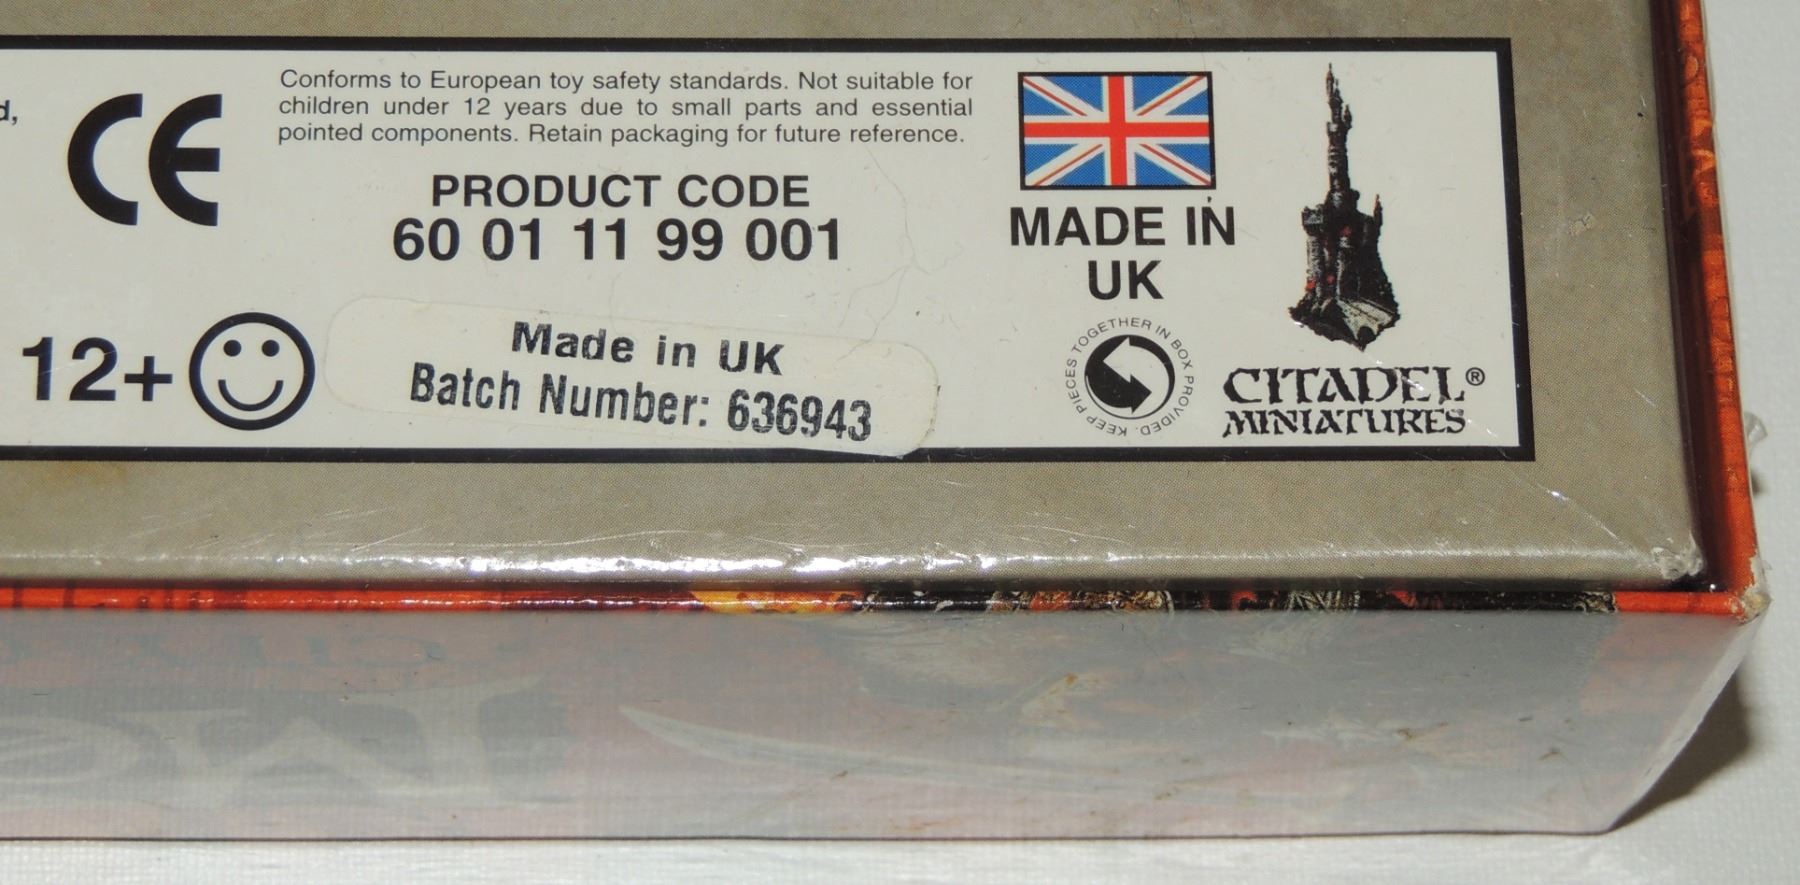 d,
CE
Conforms to European toy safety standards. Not suitable for
children under 12 years due to small parts and essential
pointed components. Retain packaging for future reference.
PRODUCT CODE
60 01 11 99 001
12+
Made in UK
Batch Number: 636943
MADE IN
UK
KEEP PIECES TOGETHER IN BOX PROVIDED.
CITADEL®
MINIATURES